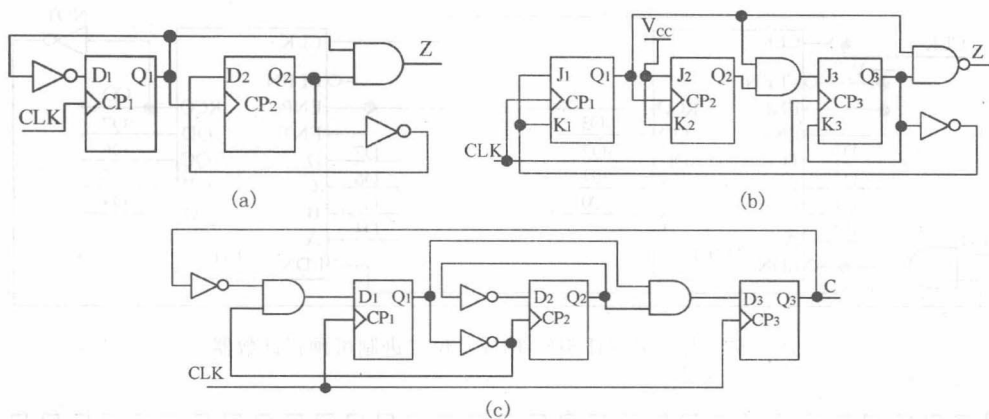 D₁ Q₁
CP₁
CLK
D₂ Q₂
CP₂
Z
(a)
V_CC
J₁ Q₁
CP₁
K₁
J₂ Q₂
CP₂
K₂
J₃ Q₃
CP₃
K₃
Z
CLK
(b)
D₁ Q₁
CP₁
D₂ Q₂
CP₂
D₃ Q₃
CP₃
C
CLK
(c)